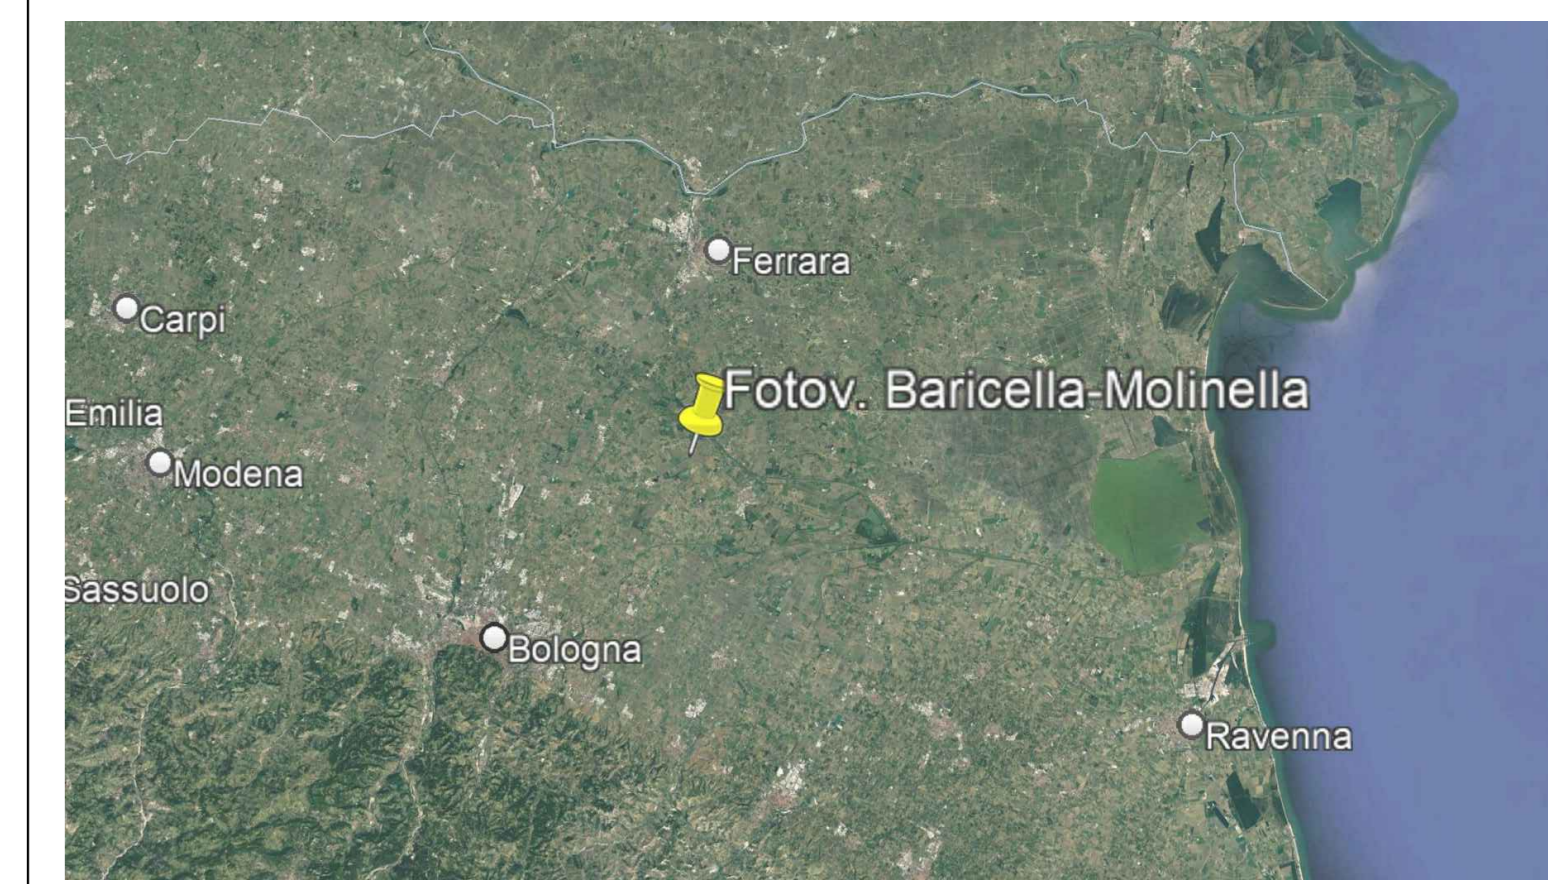 Ferrara
Carpi
Fotov. Baricella-Molinella
Emilia
Modena
Sassuolo
Bologna
Ravenna